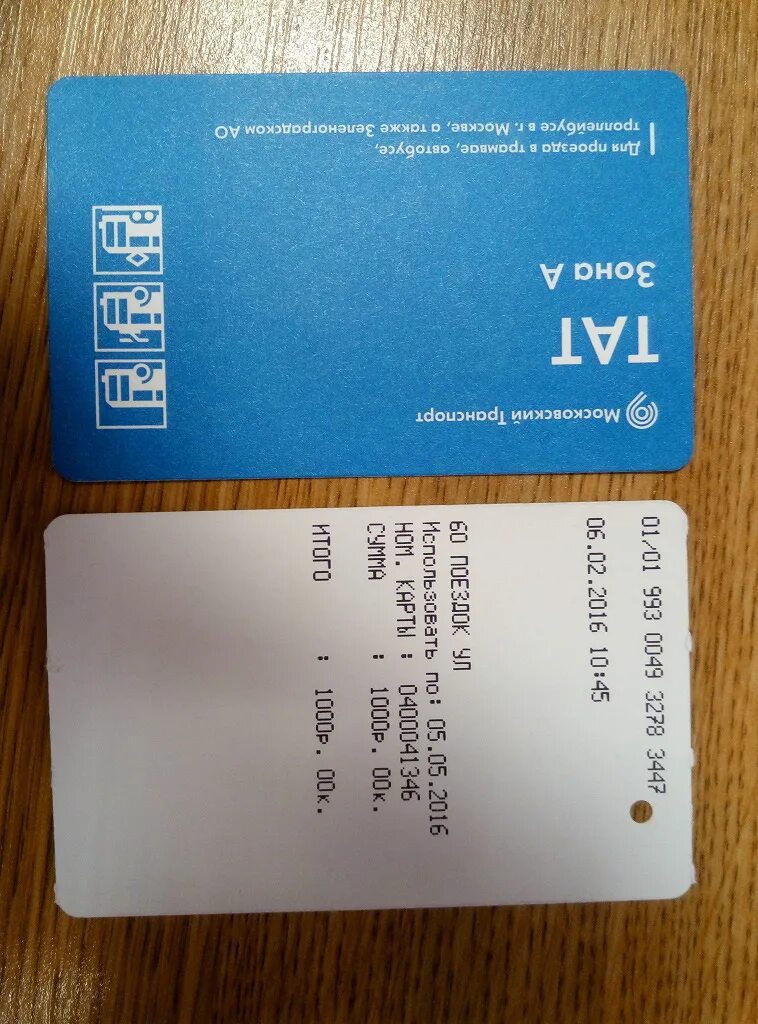 Московский Транспорт
ТАТ
Зона А
Для проезда в трамвае, автобусе,
троллейбусе в г. Москве, а также Зеленоградском АО
01/01 993 0049 3278 3447
06.02.2016 10:45
60 ПОЕЗДОК УЛ
Использовать по: 05.05.2016
НОМ. КАРТЫ : 0400041346
СУММА : 1000р. 00к.
ИТОГО : 1000р. 00к.